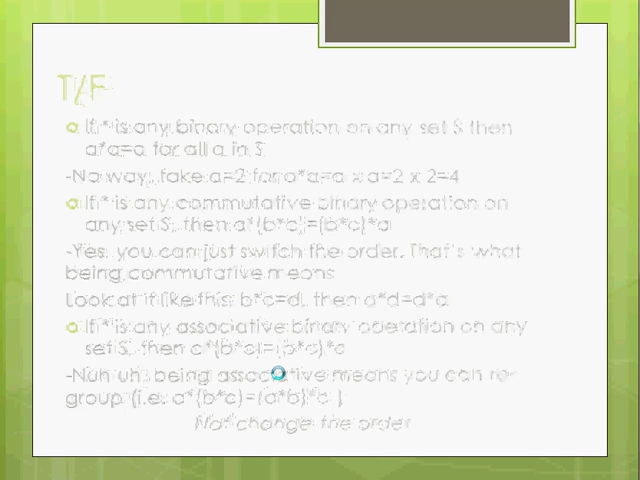 T/F
If * is any binary operation on any set S then
a*a=a for all a in S
-No way, take a=2 for a*a=a x a=2 x 2=4
If * is any commutative binary operation on
any set S, then a*(b*c)=(b*c)*a
-Yes, you can just switch the order. That's what
being commutative means
Look at it like this: b*c=d, then a*d=d*a
If * is any associative binary operation on any
set S, then a*(b*c)=(b*c)*a
-Nuh uh! being associative means you can re-
group (i.e. a*(b*c)=(a*b)*c )
Not change the order